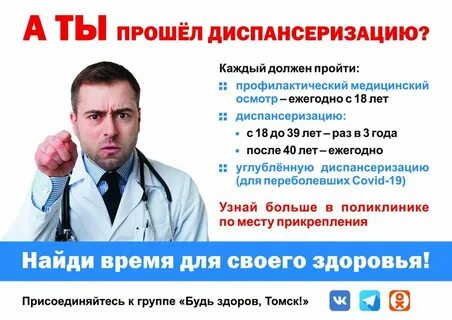 А ТЫ ПРОШЁЛ ДИСПАНСЕРИЗАЦИЮ?
Каждый должен пройти:
профилактический медицинский
осмотр – ежегодно с 18 лет
диспансеризацию:
• с 18 до 39 лет – раз в 3 года
• после 40 лет – ежегодно
углублённую диспансеризацию
(для переболевших Covid-19)
Узнай больше в поликлинике
по месту прикрепления
Найди время для своего здоровья!
Присоединяйтесь к группе «Будь здоров, Томск!»